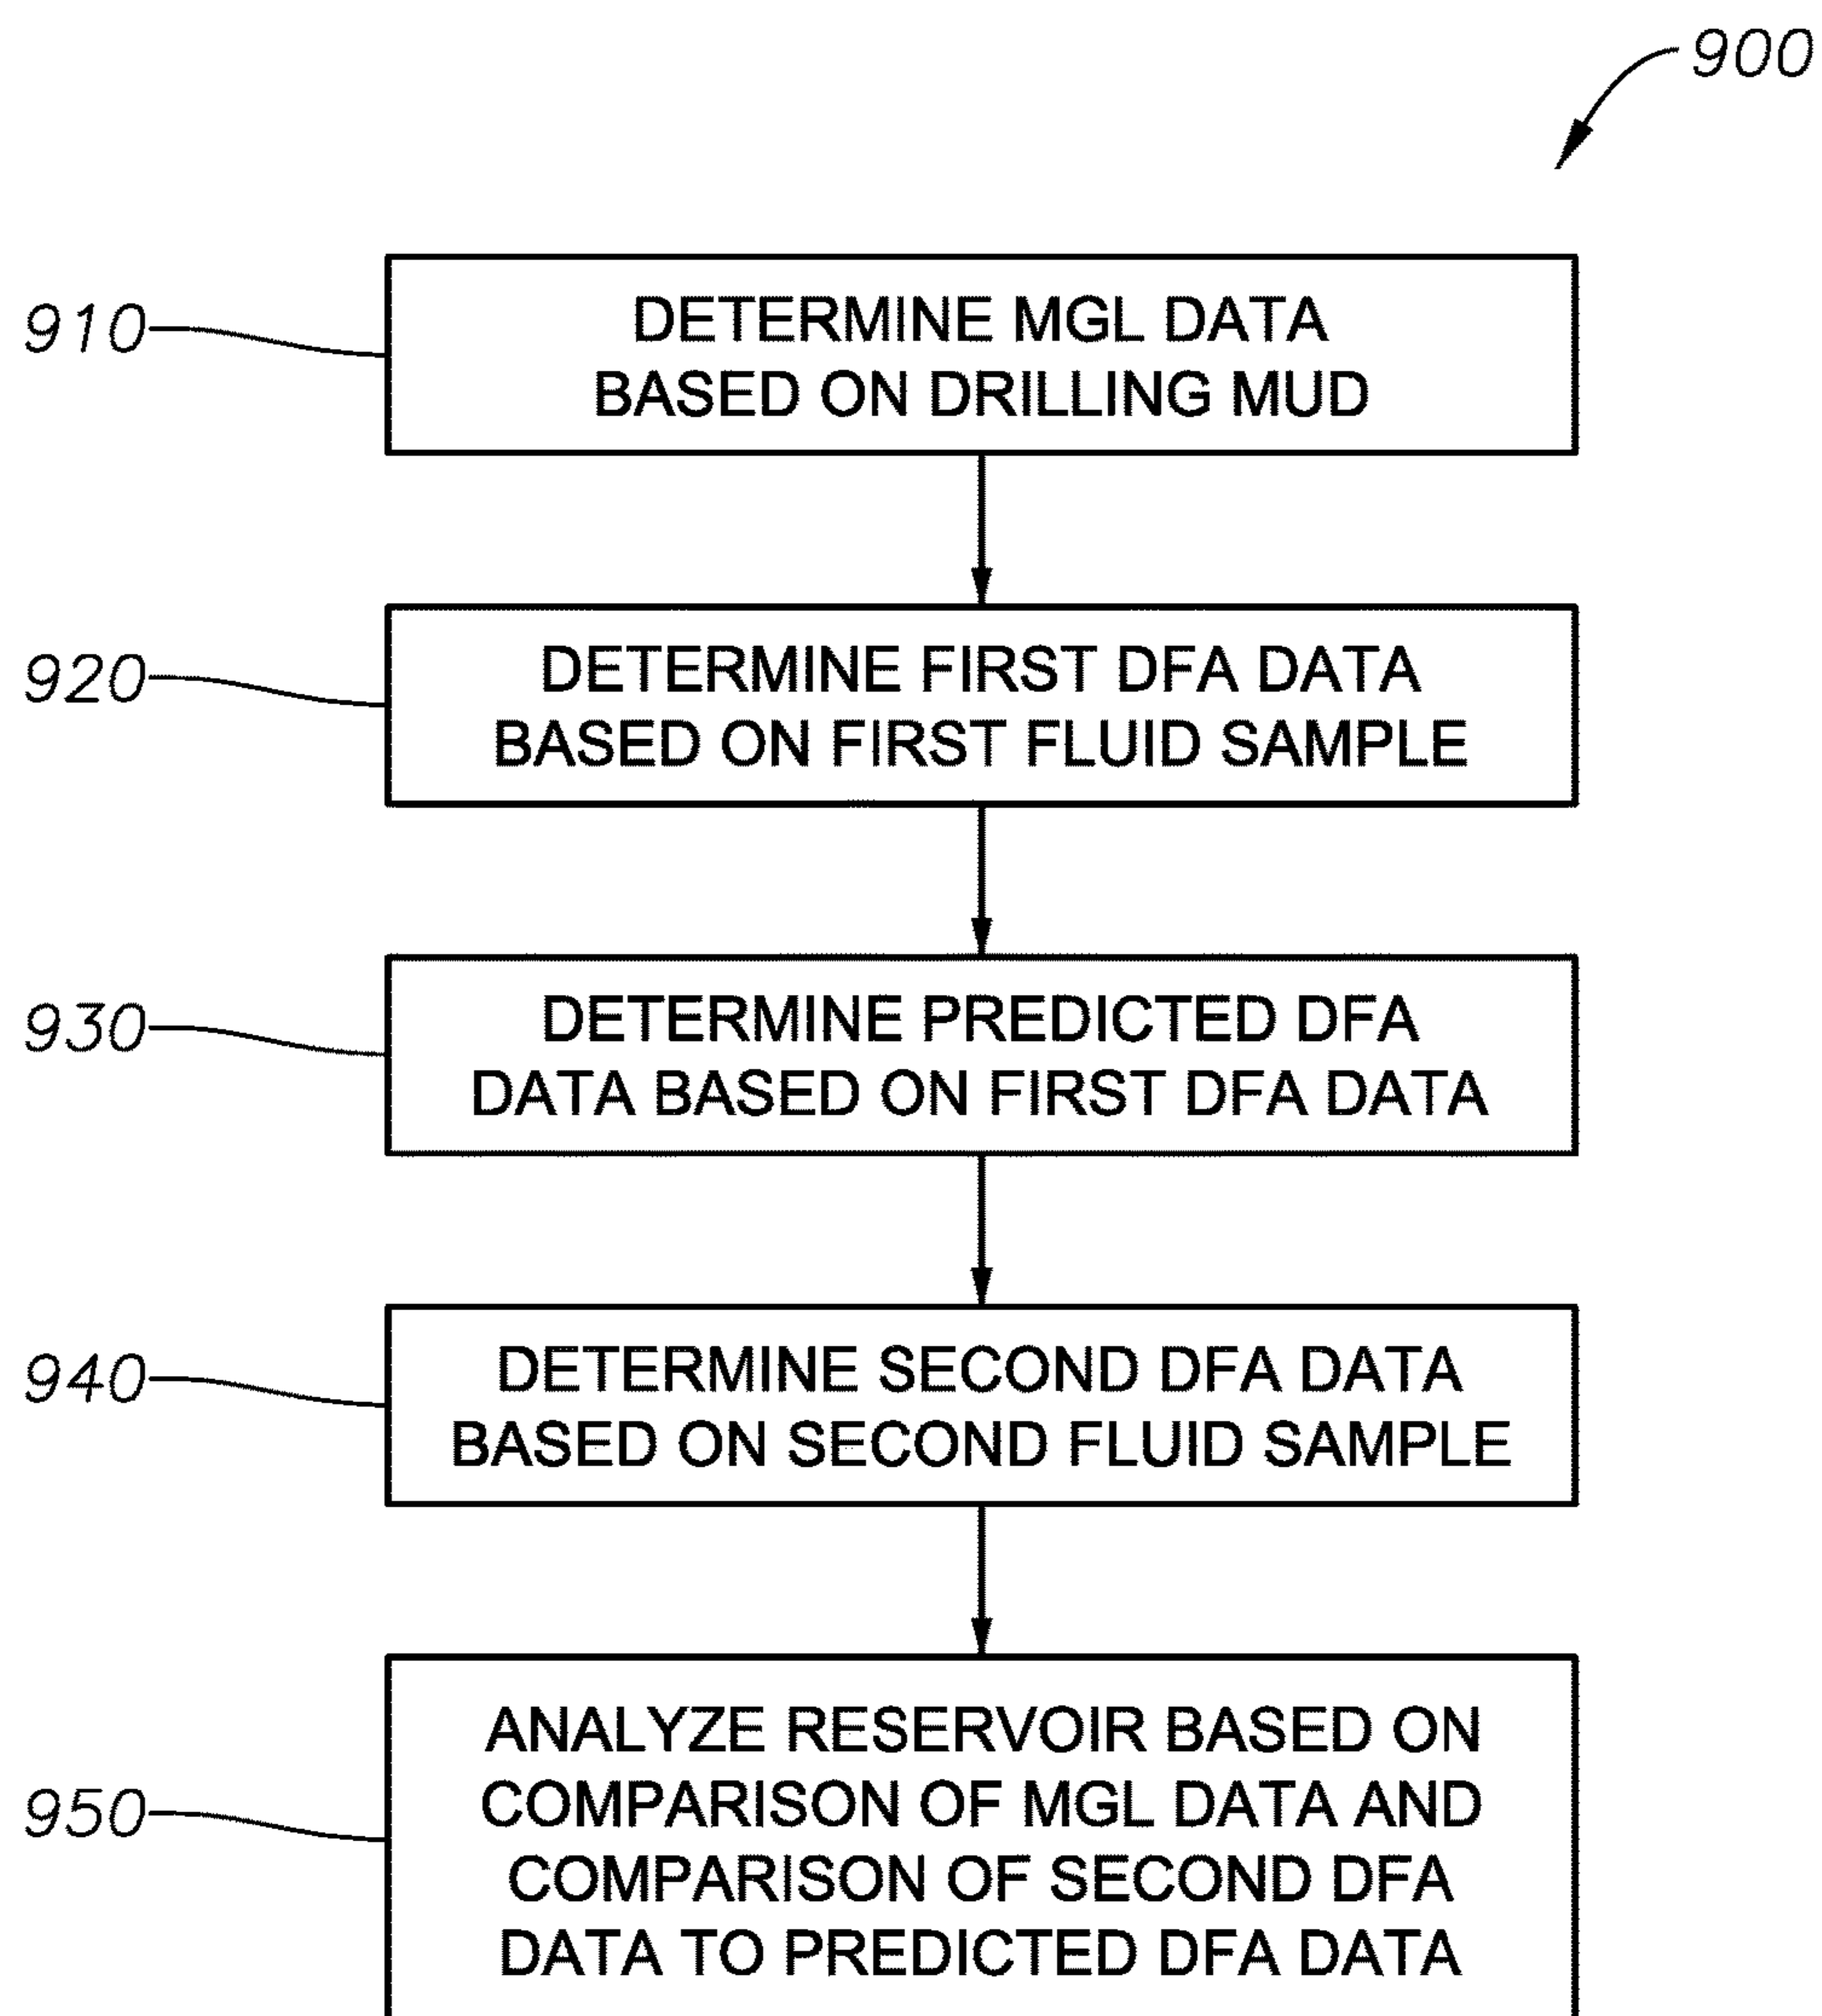 900
910
DETERMINE MGL DATA
BASED ON DRILLING MUD
920
DETERMINE FIRST DFA DATA
BASED ON FIRST FLUID SAMPLE
930
DETERMINE PREDICTED DFA
DATA BASED ON FIRST DFA DATA
940
DETERMINE SECOND DFA DATA
BASED ON SECOND FLUID SAMPLE
950
ANALYZE RESERVOIR BASED ON
COMPARISON OF MGL DATA AND
COMPARISON OF SECOND DFA
DATA TO PREDICTED DFA DATA